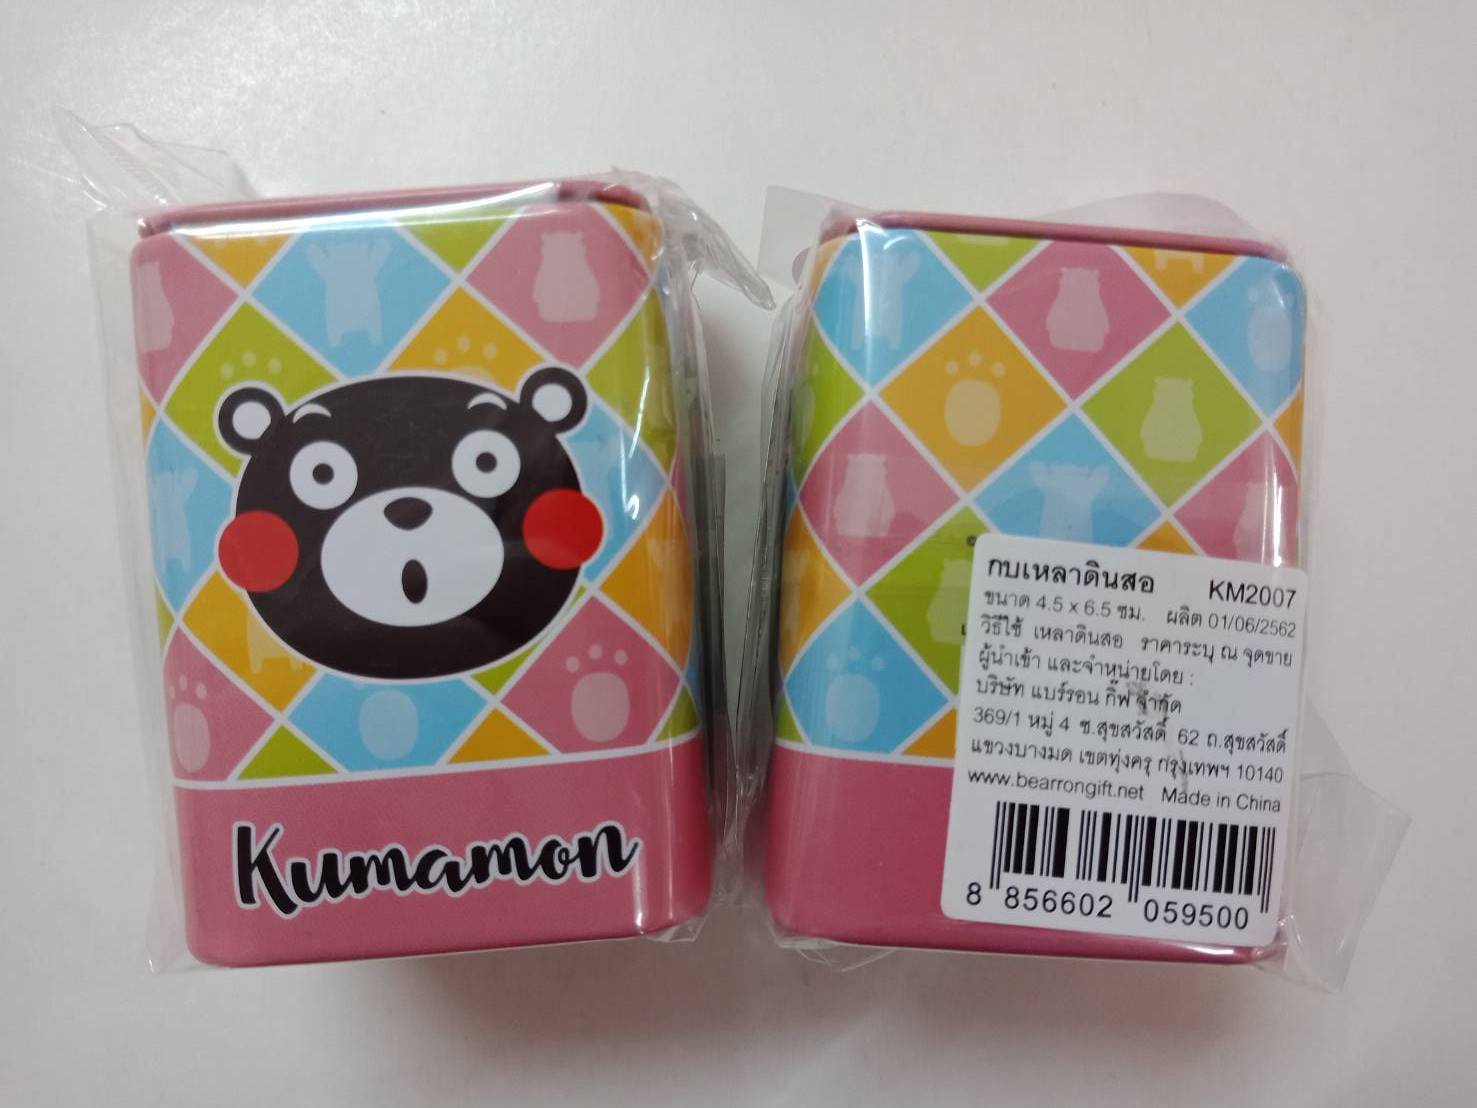 Kumamon
กบเหลาดินสอ KM2007
ขนาด 4.5 x 6.5 ซม. ผลิต 01/06/2562
วิธีใช้ เหลาดินสอ ราคาระบุ ณ จุดขาย
ผู้นำเข้า และจำหน่ายโดย :
บริษัท แบร์รอน กิ๊ฟ จำกัด
369/1 หมู่ 4 ซ.สุขสวัสดิ์ 62 ถ.สุขสวัสดิ์
แขวงบางมด เขตทุ่งครุ กรุงเทพฯ 10140
www.bearrongift.net Made in China
8 856602 059500